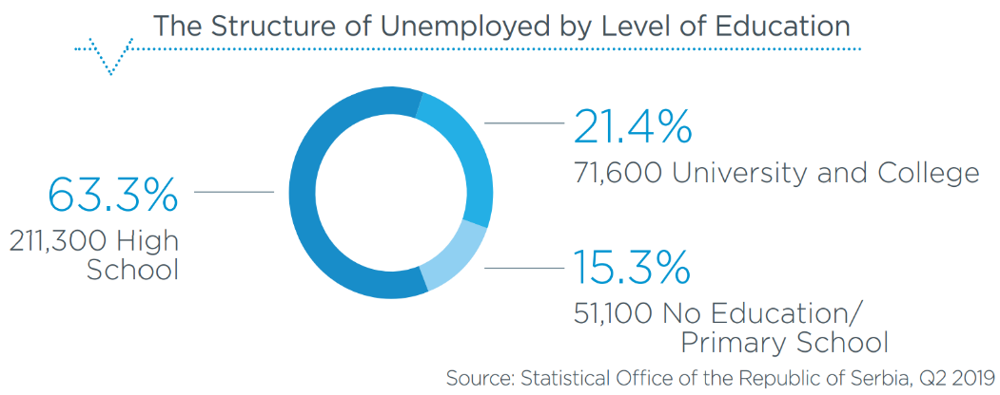 The Structure of Unemployed by Level of Education
63.3%
211,300 High
School
21.4%
71,600 University and College
15.3%
51,100 No Education/
Primary School
Source: Statistical Office of the Republic of Serbia, Q2 2019